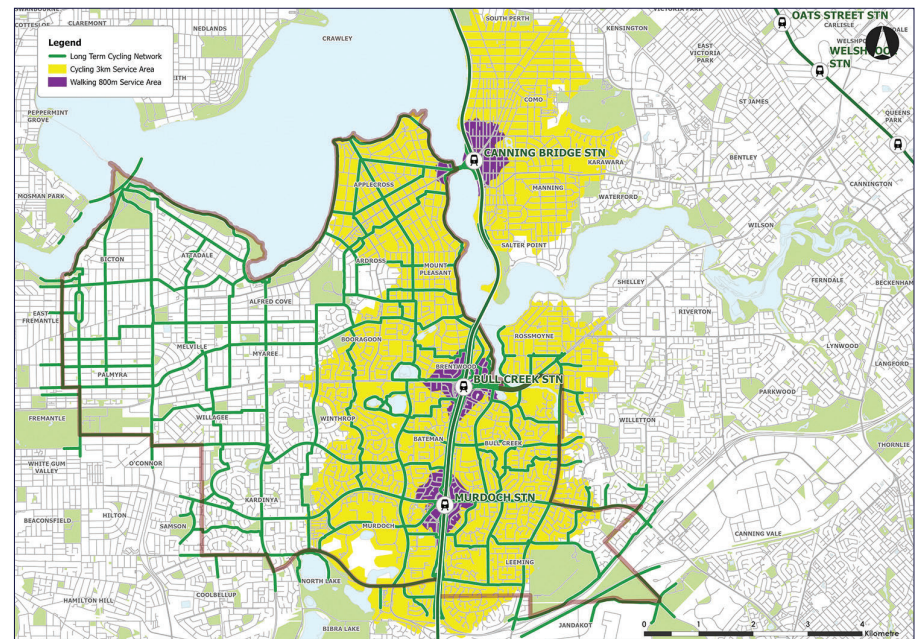 SWANBOURNE
CLAREMONT
COTTESLOE
NEDLANDS
SOUTH PERTH
VICTORIA PARK
OATS STREET STN
CARLISLE
KENSINGTON
CRAWLEY
EAST
VICTORIA
PARK
WELSHPOOL
STN
Legend
Long Term Cycling Network
Cycling 3km Service Area
Walking 800m Service Area
PEPPERMINT
GROVE
COMO
ST JAMES
QUEENS
PARK
CANNING BRIDGE STN
KARAWARA
BENTLEY
MOSMAN PARK
APPLECROSS
MANNING
WATERFORD
CANNINGTON
WILSON
BICTON
ATTADALE
ARDROSS
SALTER POINT
MOUNT
PLEASANT
SHELLEY
FERNDALE
BECKENHAM
EAST
FREMANTLE
ALFRED COVE
RIVERTON
ROSSMOYNE
BOORAGOON
LYNWOOD
MELVILLE
MYAREE
LANGFORD
BRENTWOOD
PALMYRA
BULL CREEK STN
PARKWOOD
FREMANTLE
WILLAGEE
WINTHROP
WILLETTON
BATEMAN
BULL CREEK
THORNLIE
WHITE GUM
VALLEY
O'CONNOR
KARDINYA
MURDOCH STN
BEACONSFIELD
HILTON
SAMSON
MURDOCH
CANNING VALE
LEEMING
NORTH LAKE
COOLBELLUP
HAMILTON HILL
BIBRA LAKE
JANDAKOT
0 1 2 3 4
Kilometre